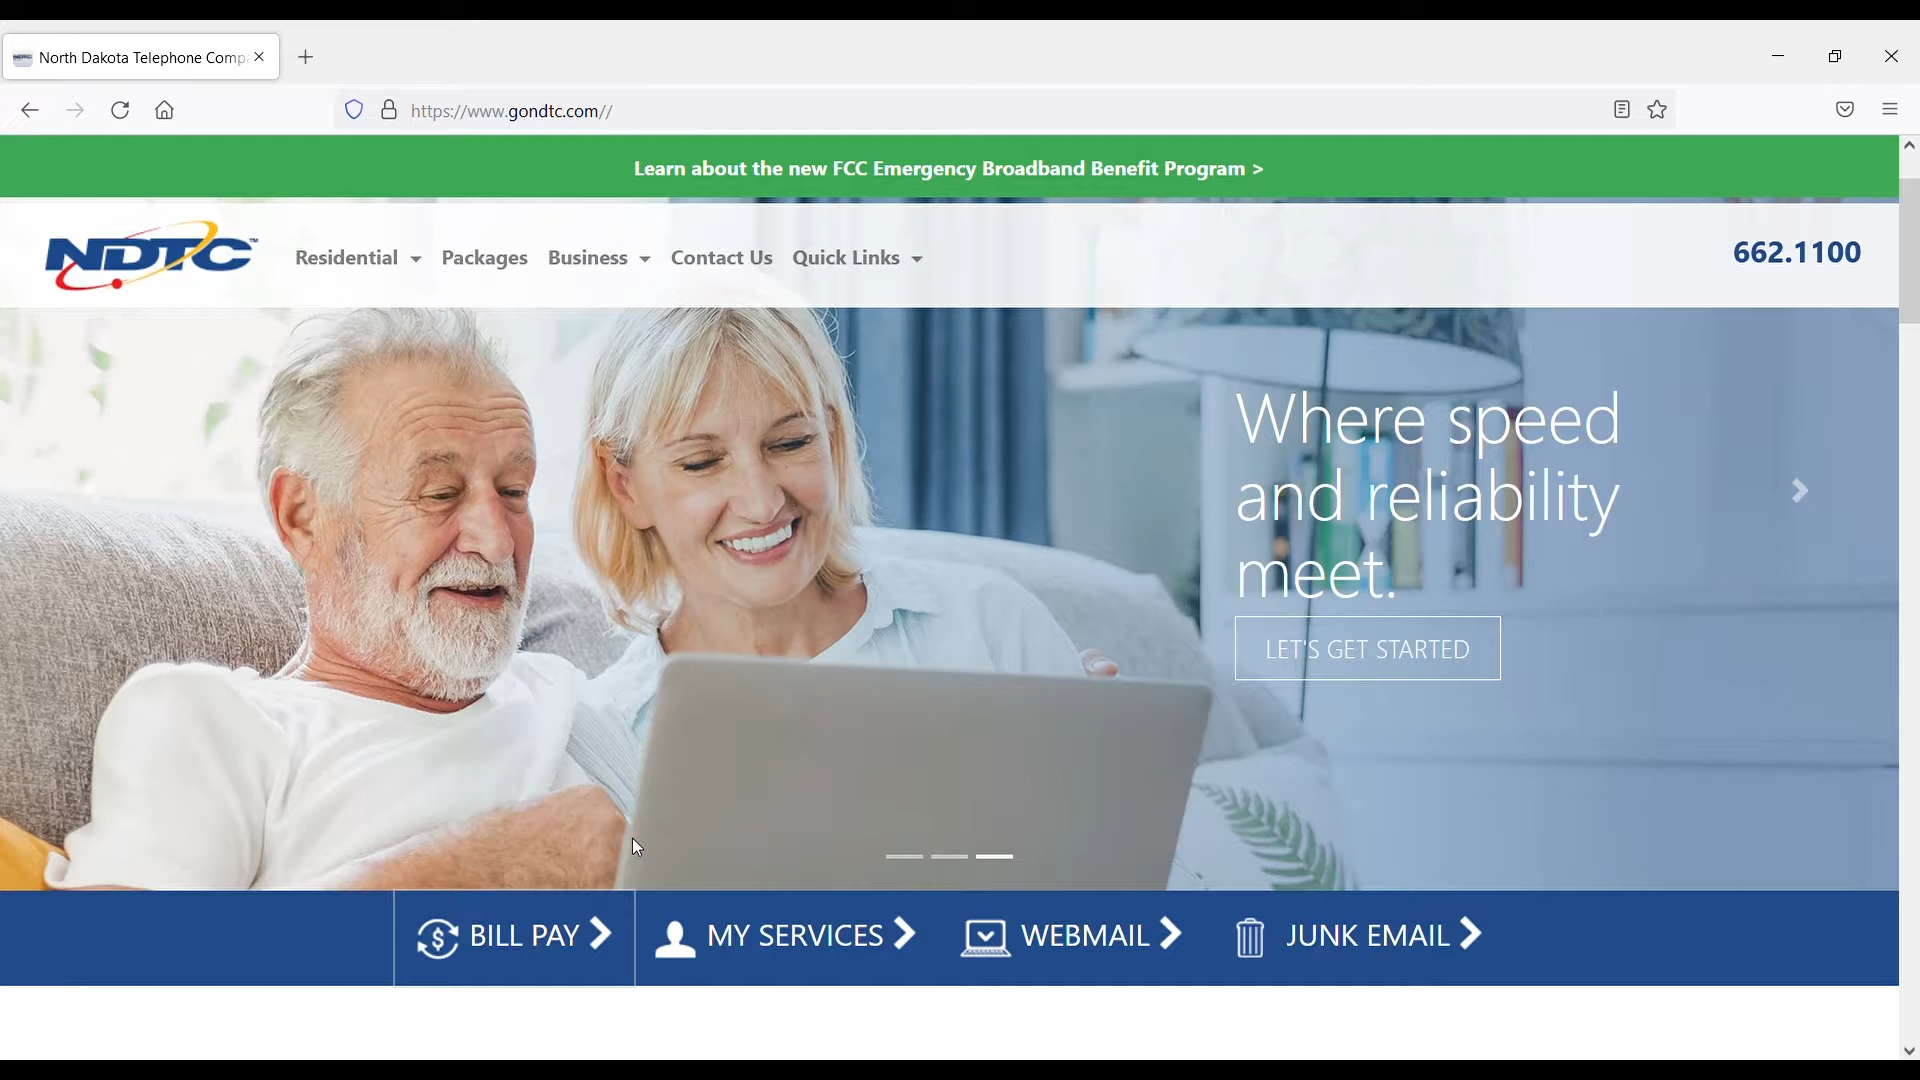 North Dakota Telephone Comp
https://www.gondtc.com//
Learn about the new FCC Emergency Broadband Benefit Program >
NDTC™
Residential
Packages
Business
Contact Us
Quick Links
662.1100
Where speed
and reliability
meet.
LET'S GET STARTED
BILL PAY
MY SERVICES
WEBMAIL
JUNK EMAIL